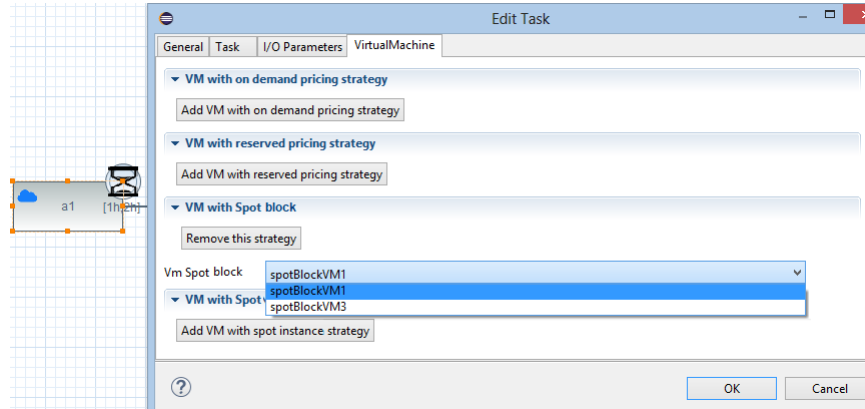 Edit Task
General Task I/O Parameters VirtualMachine
VM with on demand pricing strategy
Add VM with on demand pricing strategy
VM with reserved pricing strategy
Add VM with reserved pricing strategy
a1 [1h,2h]
VM with Spot block
Remove this strategy
Vm Spot block spotBlockVM1
spotBlockVM1
VM with Spot
spotBlockVM3
Add VM with spot instance strategy
? OK Cancel